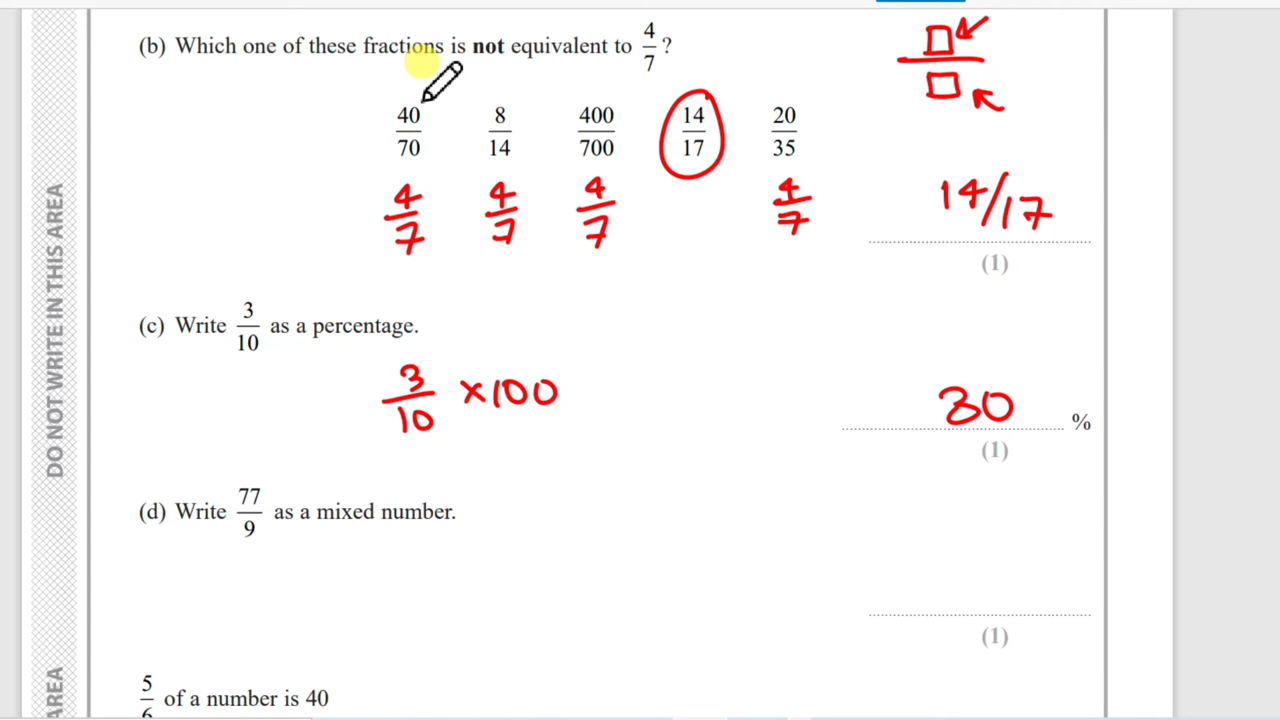 (b) Which one of these fractions is not equivalent to 4/7 ?
40/70 8/14 400/700 14/17 20/35
4/7 4/7 4/7 4/7
14/17
(1)
(c) Write 3/10 as a percentage.
3/10 ×100
30 %
(1)
(d) Write 77/9 as a mixed number.
(1)
5/6 of a number is 40
DO NOT WRITE IN THIS AREA
AREA